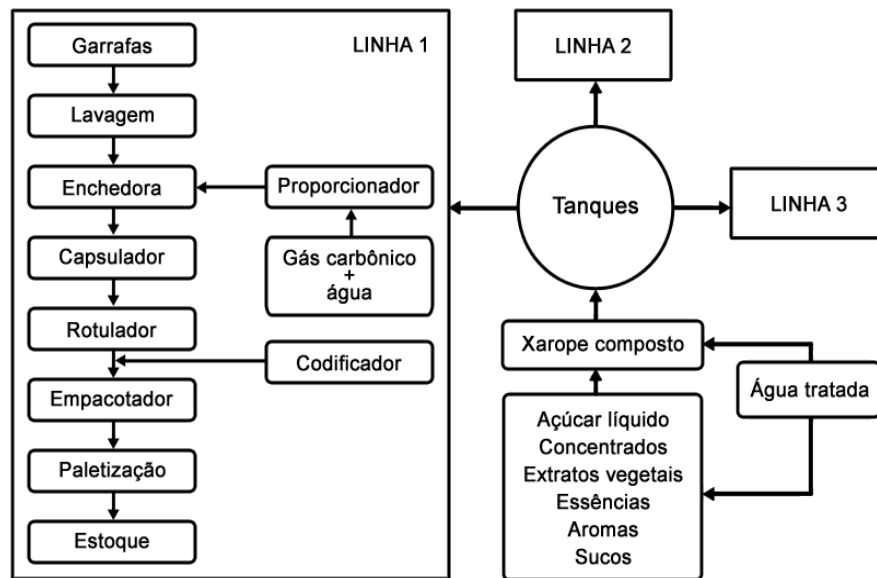 LINHA 1
Garrafas
Lavagem
Enchedora
Capsulador
Rotulador
Empacotador
Paletização
Estoque
Proporcionador
Gás carbônico
+
água
Codificador
LINHA 2
Tanques
LINHA 3
Xarope composto
Água tratada
Açúcar líquido
Concentrados
Extratos vegetais
Essências
Aromas
Sucos